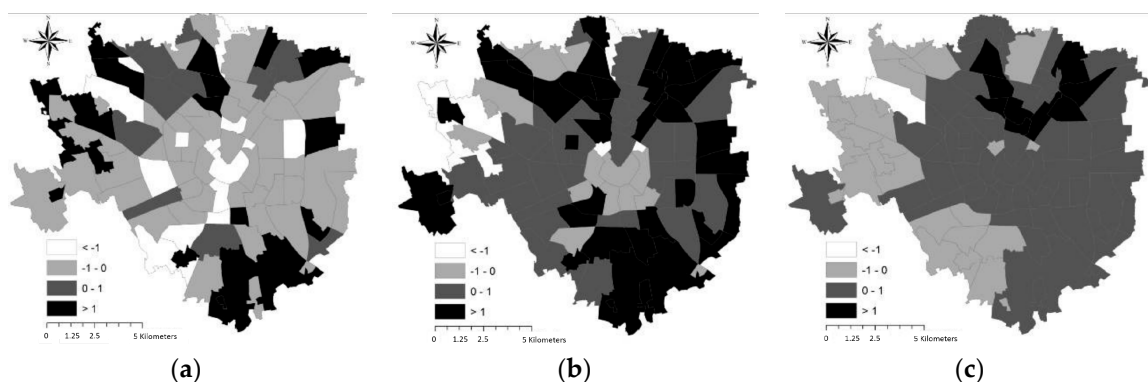 N
W E
S
< -1
-1 - 0
0 - 1
> 1
0 1.25 2.5 5 Kilometers
(a)
N
W E
S
< -1
-1 - 0
0 - 1
> 1
0 1.25 2.5 5 Kilometers
(b)
N
W E
S
< -1
-1 - 0
0 - 1
> 1
0 1.25 2.5 5 Kilometers
(c)